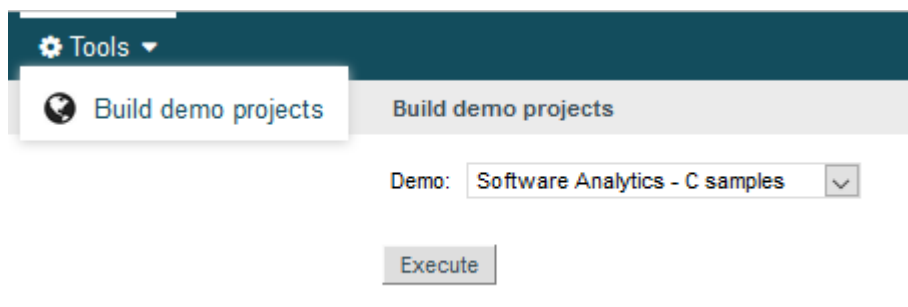 Tools
Build demo projects
Build demo projects
Demo: Software Analytics - C samples
Execute